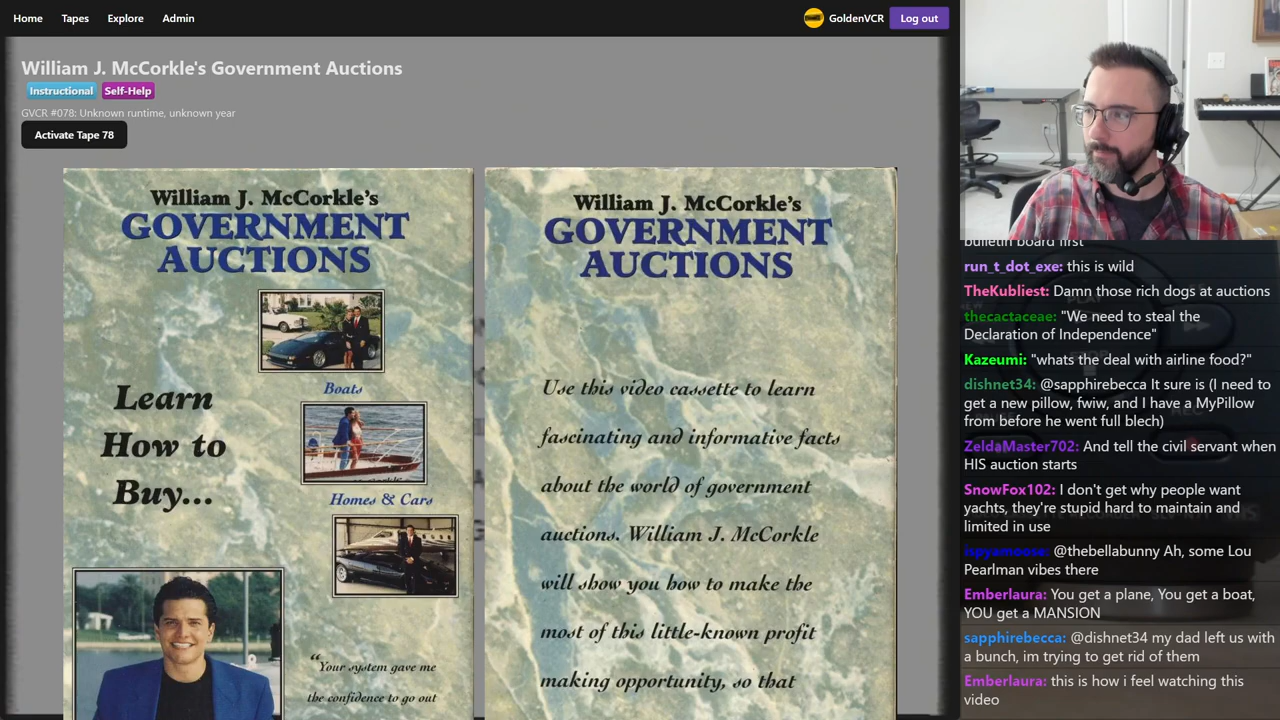 Home Tapes Explore Admin GoldenVCR Log out
William J. McCorkle's Government Auctions
Instructional Self-Help
GVCR #078: Unknown runtime, unknown year
Activate Tape 78
William J. McCorkle's
GOVERNMENT
AUCTIONS
Learn
How to
Buy...
Boats
Homes & Cars
“Your system gave me
the confidence to go out
William J. McCorkle's
GOVERNMENT
AUCTIONS
Use this video cassette to learn
fascinating and informative facts
about the world of government
auctions. William J. McCorkle
will show you how to make the
most of this little-known profit
making opportunity, so that
bulletin board first
run_t_dot_exe: this is wild
TheKubliest: Damn those rich dogs at auctions
thecactaceae: "We need to steal the
Declaration of Independence"
Kazeumi: "whats the deal with airline food?"
dishnet34: @sapphirebecca It sure is (I need to
get a new pillow, fwiw, and I have a MyPillow
from before he went full blech)
ZeldaMaster702: And tell the civil servant when
HIS auction starts
SnowFox102: I don't get why people want
yachts, they're stupid hard to maintain and
limited in use
ispyamoose: @thebellabunny Ah, some Lou
Pearlman vibes there
Emberlaura: You get a plane, You get a boat,
YOU get a MANSION
sapphirebecca: @dishnet34 my dad left us with
a bunch, im trying to get rid of them
Emberlaura: this is how i feel watching this
video